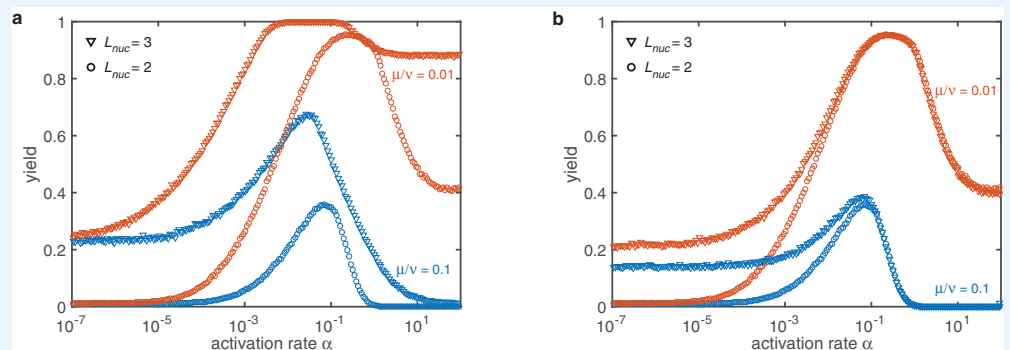 a
▽ L_nuc = 3
○ L_nuc = 2
μ/ν = 0.01
μ/ν = 0.1
yield
1
0.8
0.6
0.4
0.2
0
10^-7 10^-5 10^-3 10^-1 10^1
activation rate α
b
▽ L_nuc = 3
○ L_nuc = 2
μ/ν = 0.01
μ/ν = 0.1
yield
1
0.8
0.6
0.4
0.2
0
10^-7 10^-5 10^-3 10^-1 10^1
activation rate α